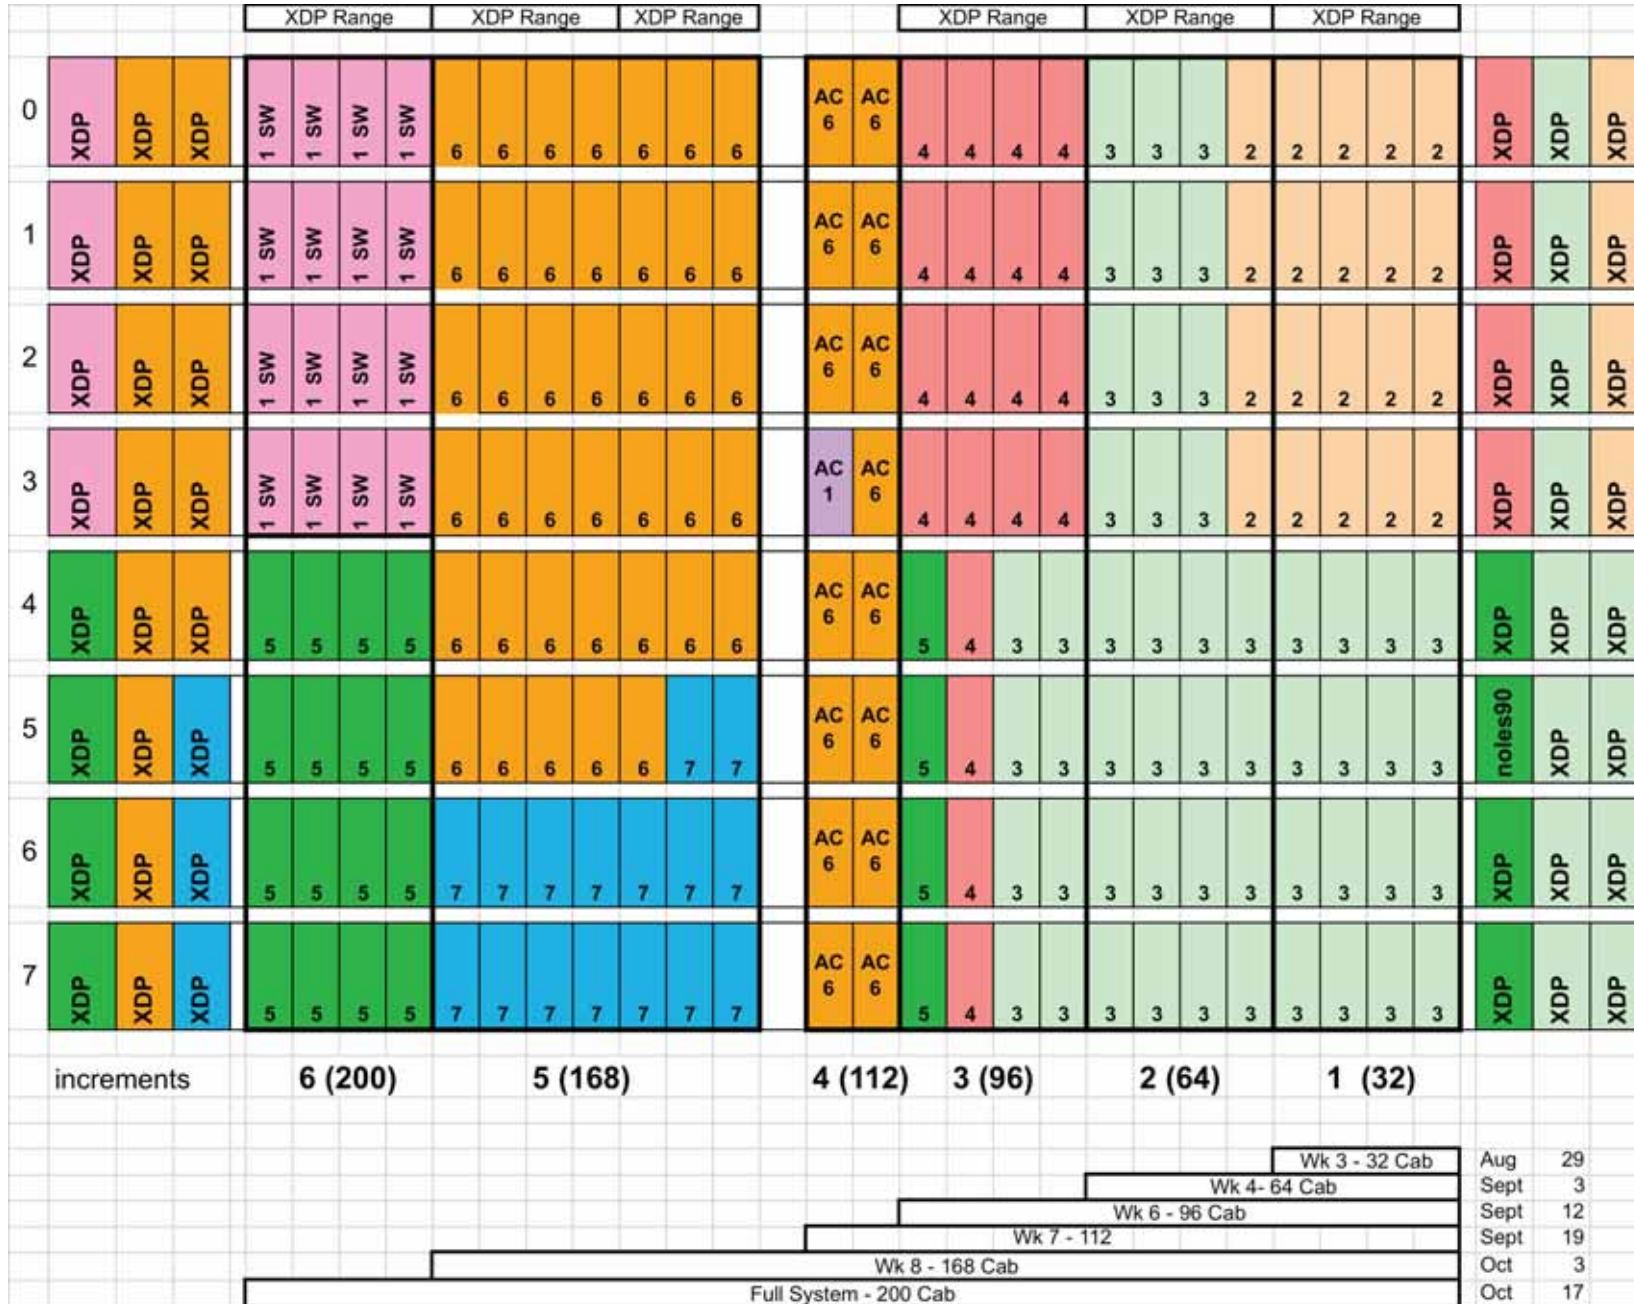 XDP Range XDP Range XDP Range XDP Range XDP Range XDP Range
0 XDP XDP XDP 1 SW 1 SW 1 SW 1 SW 6 6 6 6 6 6 6 AC 6 AC 6 4 4 4 4 3 3 3 2 2 2 2 2 XDP XDP XDP
1 XDP XDP XDP 1 SW 1 SW 1 SW 1 SW 6 6 6 6 6 6 6 AC 6 AC 6 4 4 4 4 3 3 3 2 2 2 2 2 XDP XDP XDP
2 XDP XDP XDP 1 SW 1 SW 1 SW 1 SW 6 6 6 6 6 6 6 AC 6 AC 6 4 4 4 4 3 3 3 2 2 2 2 2 XDP XDP XDP
3 XDP XDP XDP 1 SW 1 SW 1 SW 1 SW 6 6 6 6 6 6 6 AC 1 AC 6 4 4 4 4 3 3 3 2 2 2 2 2 XDP XDP XDP
4 XDP XDP XDP 5 5 5 5 6 6 6 6 6 6 6 AC 6 AC 6 5 4 3 3 3 3 3 3 3 3 3 3 XDP XDP XDP
5 XDP XDP XDP 5 5 5 5 6 6 6 6 6 7 7 AC 6 AC 6 5 4 3 3 3 3 3 3 3 3 3 3 noles90 XDP XDP
6 XDP XDP XDP 5 5 5 5 7 7 7 7 7 7 7 AC 6 AC 6 5 4 3 3 3 3 3 3 3 3 3 3 XDP XDP XDP
7 XDP XDP XDP 5 5 5 5 7 7 7 7 7 7 7 AC 6 AC 6 5 4 3 3 3 3 3 3 3 3 3 3 XDP XDP XDP
increments 6 (200) 5 (168) 4 (112) 3 (96) 2 (64) 1 (32)
Wk 3 - 32 Cab Aug 29
Wk 4- 64 Cab Sept 3
Wk 6 - 96 Cab Sept 12
Wk 7 - 112 Sept 19
Wk 8 - 168 Cab Oct 3
Full System - 200 Cab Oct 17